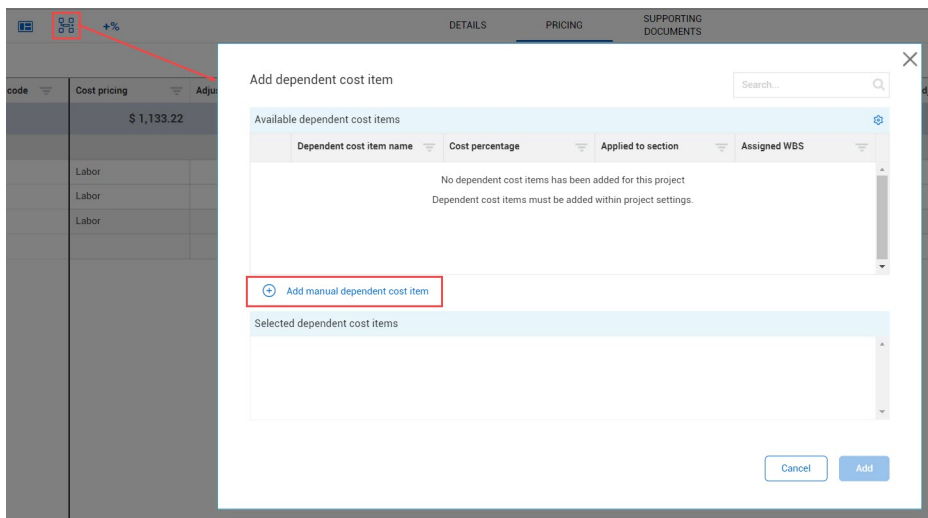 +%
DETAILS
PRICING
SUPPORTING
DOCUMENTS
code
Cost pricing
$ 1,133.22
Labor
Labor
Labor
Add dependent cost item
Search...
Available dependent cost items
Dependent cost item name
Cost percentage
Applied to section
Assigned WBS
No dependent cost items has been added for this project
Dependent cost items must be added within project settings.
Add manual dependent cost item
Selected dependent cost items
Cancel
Add